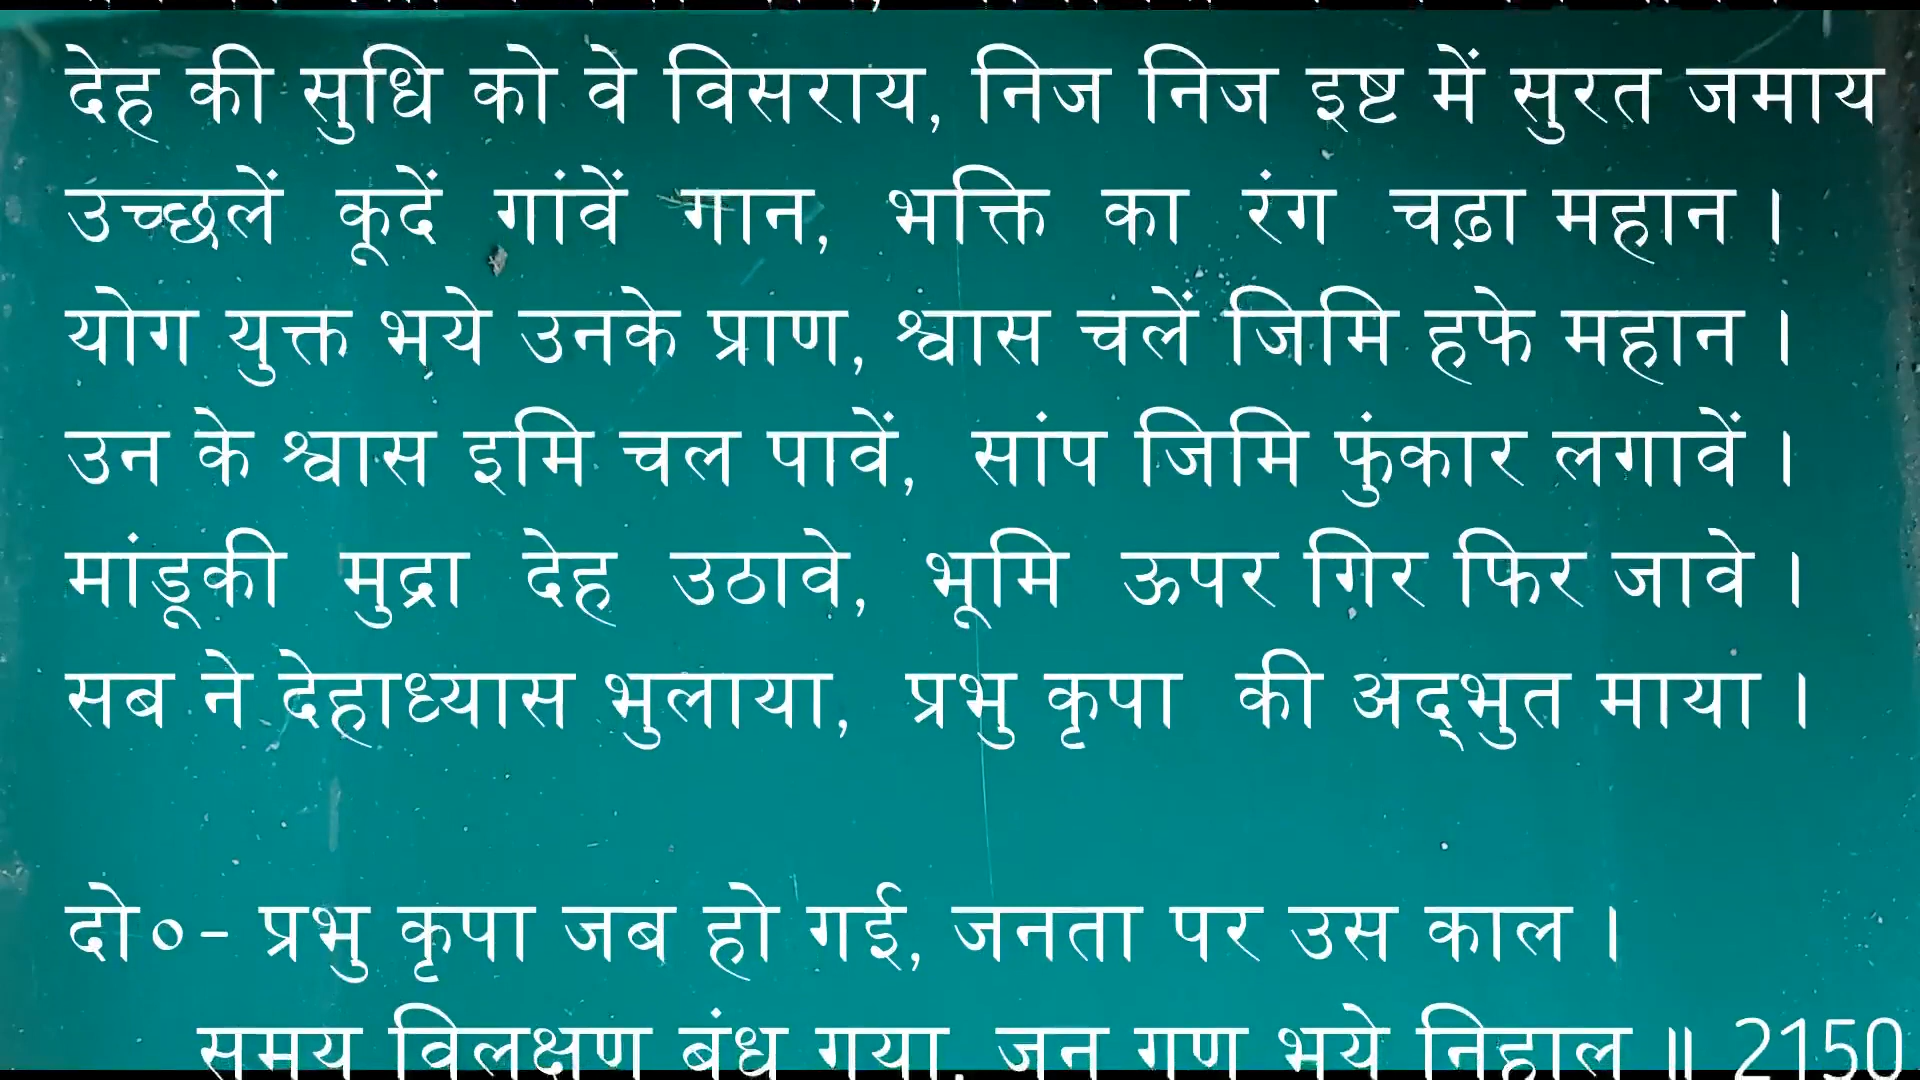 देह की सुधि को वे विसराय, निज निज इष्ट में सुरत जमाय
उच्छलें कूदें गांवें गान, भक्ति का रंग चढ़ा महान ।
योग युक्त भये उनके प्राण, श्वास चलें जिमि हफे महान ।
उन के श्वास इमि चल पावें, सांप जिमि फुंकार लगावें ।
मांडूकी मुद्रा देह उठावे, भूमि ऊपर गिर फिर जावे ।
सब ने देहाध्यास भुलाया, प्रभु कृपा की अद्‌भुत माया ।
दो०- प्रभु कृपा जब हो गई, जनता पर उस काल ।
समय विलक्षण बंध गया, जन गण भये निहाल ॥ 2150